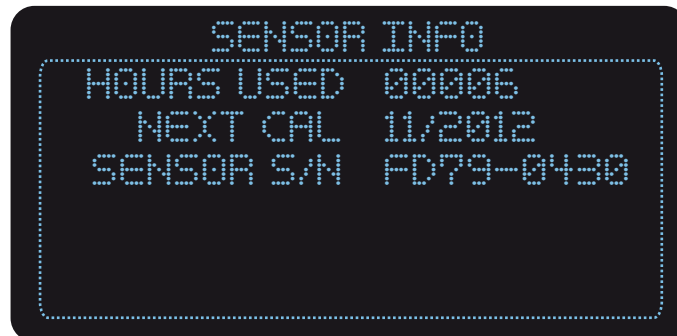 SENSOR INFO
HOURS USED 00006
NEXT CAL 11/2012
SENSOR S/N FD79-0430